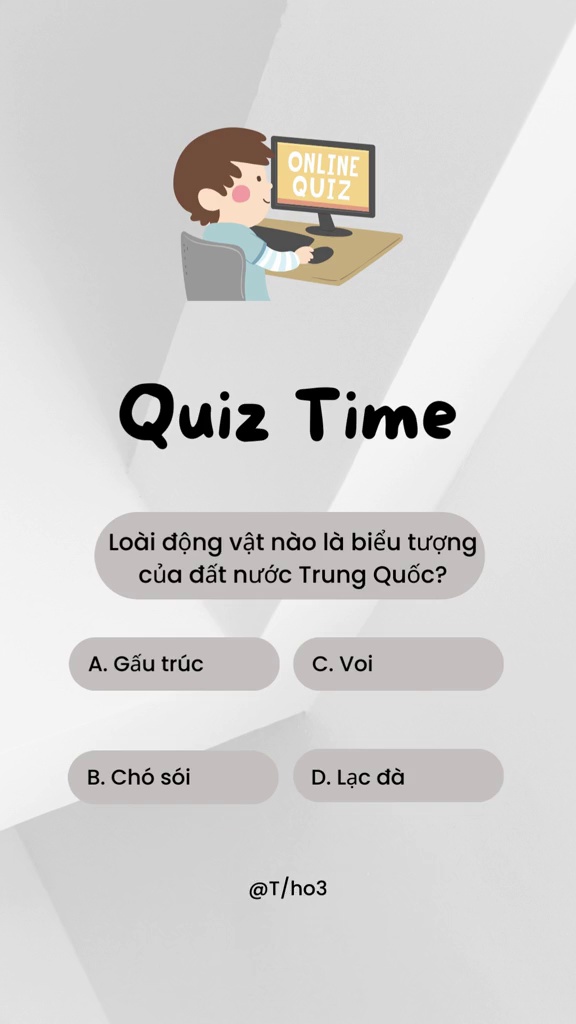 ONLINE
QUIZ
Quiz Time
Loài động vật nào là biểu tượng
của đất nước Trung Quốc?
A. Gấu trúc
C. Voi
B. Chó sói
D. Lạc đà
@T/ho3